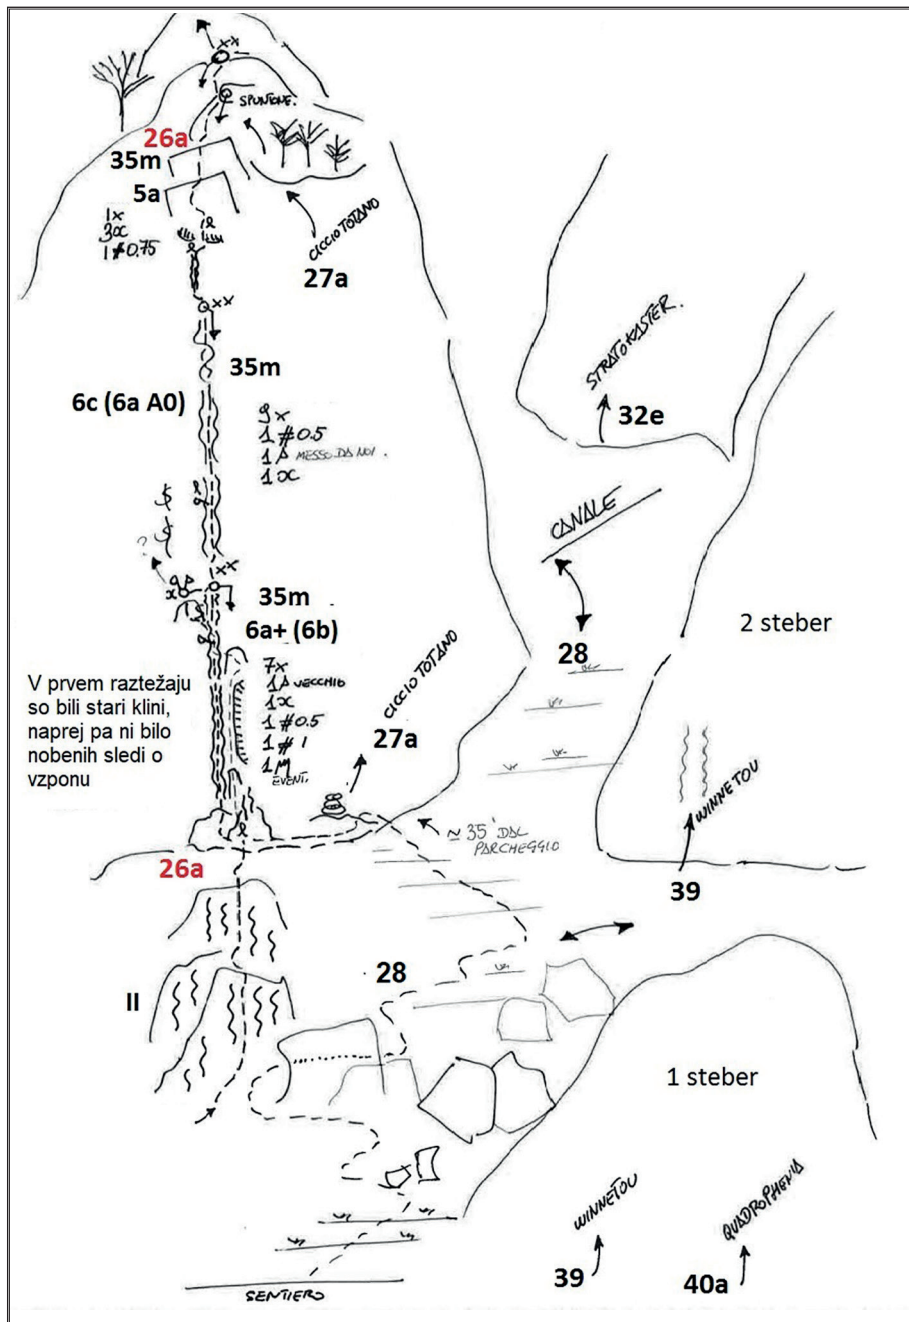 XX
SPUNTONE.
26a
35m
5a
1x
3x
1 # 0.75
CICCIO TOTANO
27a
XX
35m
6c (6a A0)
9x
1 # 0.5
1 MESSO DA NOI.
1x
STRATOKASTER.
32e
CANALE
28
2 steber
?
XX
x
35m
6a+ (6b)
7x
1 VECCHIO
1x
1 # 0.5
1 # 1
1
EVENT.
V prvem raztežaju
so bili stari klini,
naprej pa ni bilo
nobenih sledi o
vzponu
CICCIO TOTANO
27a
≈ 35' DAL
PARCHEGGIO
WINNETOU
39
26a
28
II
1 steber
WINNETOU
39
QUADROPHENIA
40a
SENTIERO